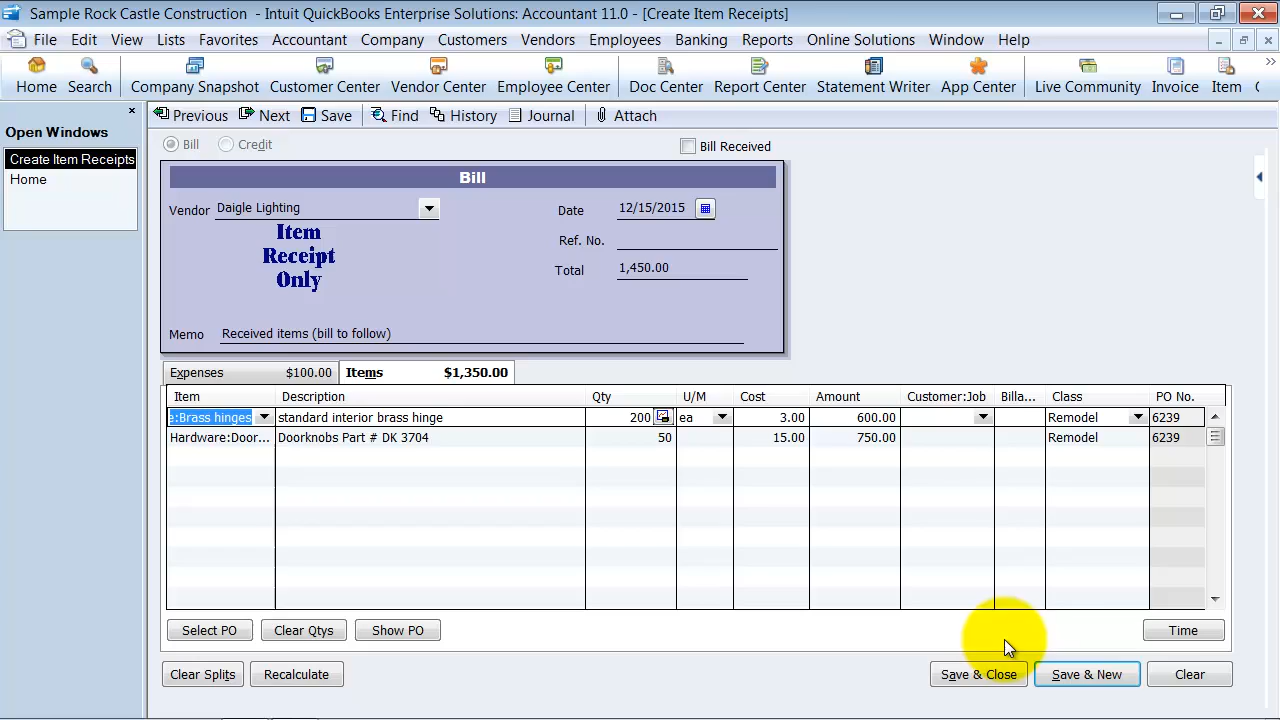 Sample Rock Castle Construction - Intuit QuickBooks Enterprise Solutions: Accountant 11.0 - [Create Item Receipts]
File Edit View Lists Favorites Accountant Company Customers Vendors Employees Banking Reports Online Solutions Window Help
Home Search Company Snapshot Customer Center Vendor Center Employee Center Doc Center Report Center Statement Writer App Center Live Community Invoice Item
Open Windows
Create Item Receipts
Home
Previous Next Save Find History Journal Attach
Bill Credit Bill Received
Bill
Vendor Daigle Lighting Date 12/15/2015
Item
Receipt
Only
Ref. No.
Total 1,450.00
Memo Received items (bill to follow)
Expenses $100.00 Items $1,350.00
Item Description Qty U/M Cost Amount Customer:Job Billa... Class PO No.
e:Brass hinges standard interior brass hinge 200 ea 3.00 600.00 Remodel 6239
Hardware:Door... Doorknobs Part # DK 3704 50 15.00 750.00 Remodel 6239
Select PO Clear Qtys Show PO Time
Clear Splits Recalculate Save & Close Save & New Clear